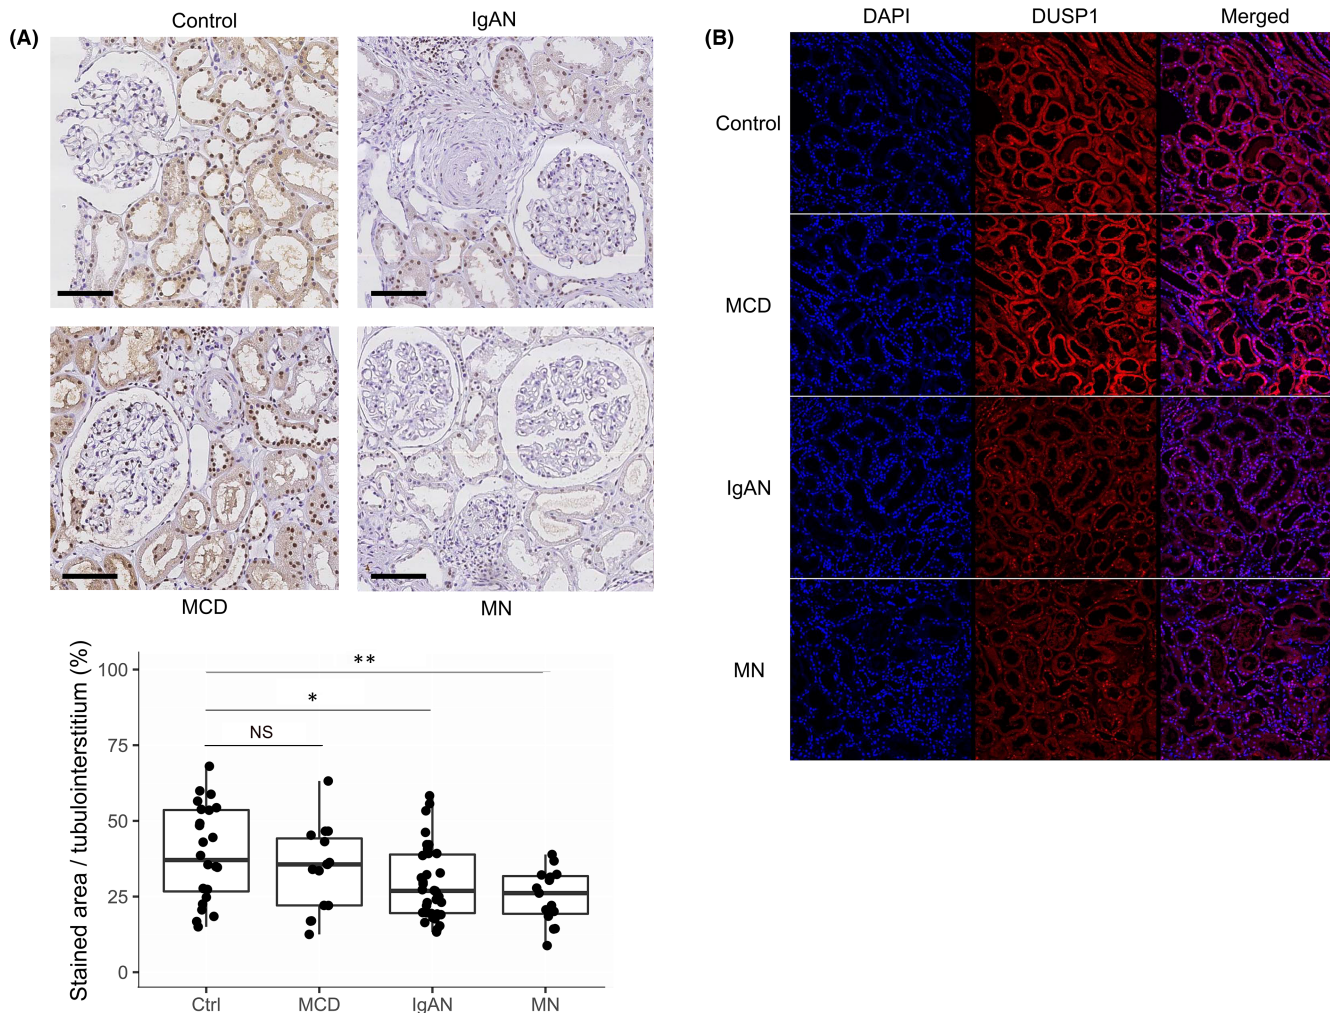 (A)
Control
IgAN
MCD
MN
Stained area / tubulointerstitium (%)
100
75
50
25
0
**
*
NS
Ctrl
MCD
IgAN
MN
(B)
DAPI
DUSP1
Merged
Control
MCD
IgAN
MN